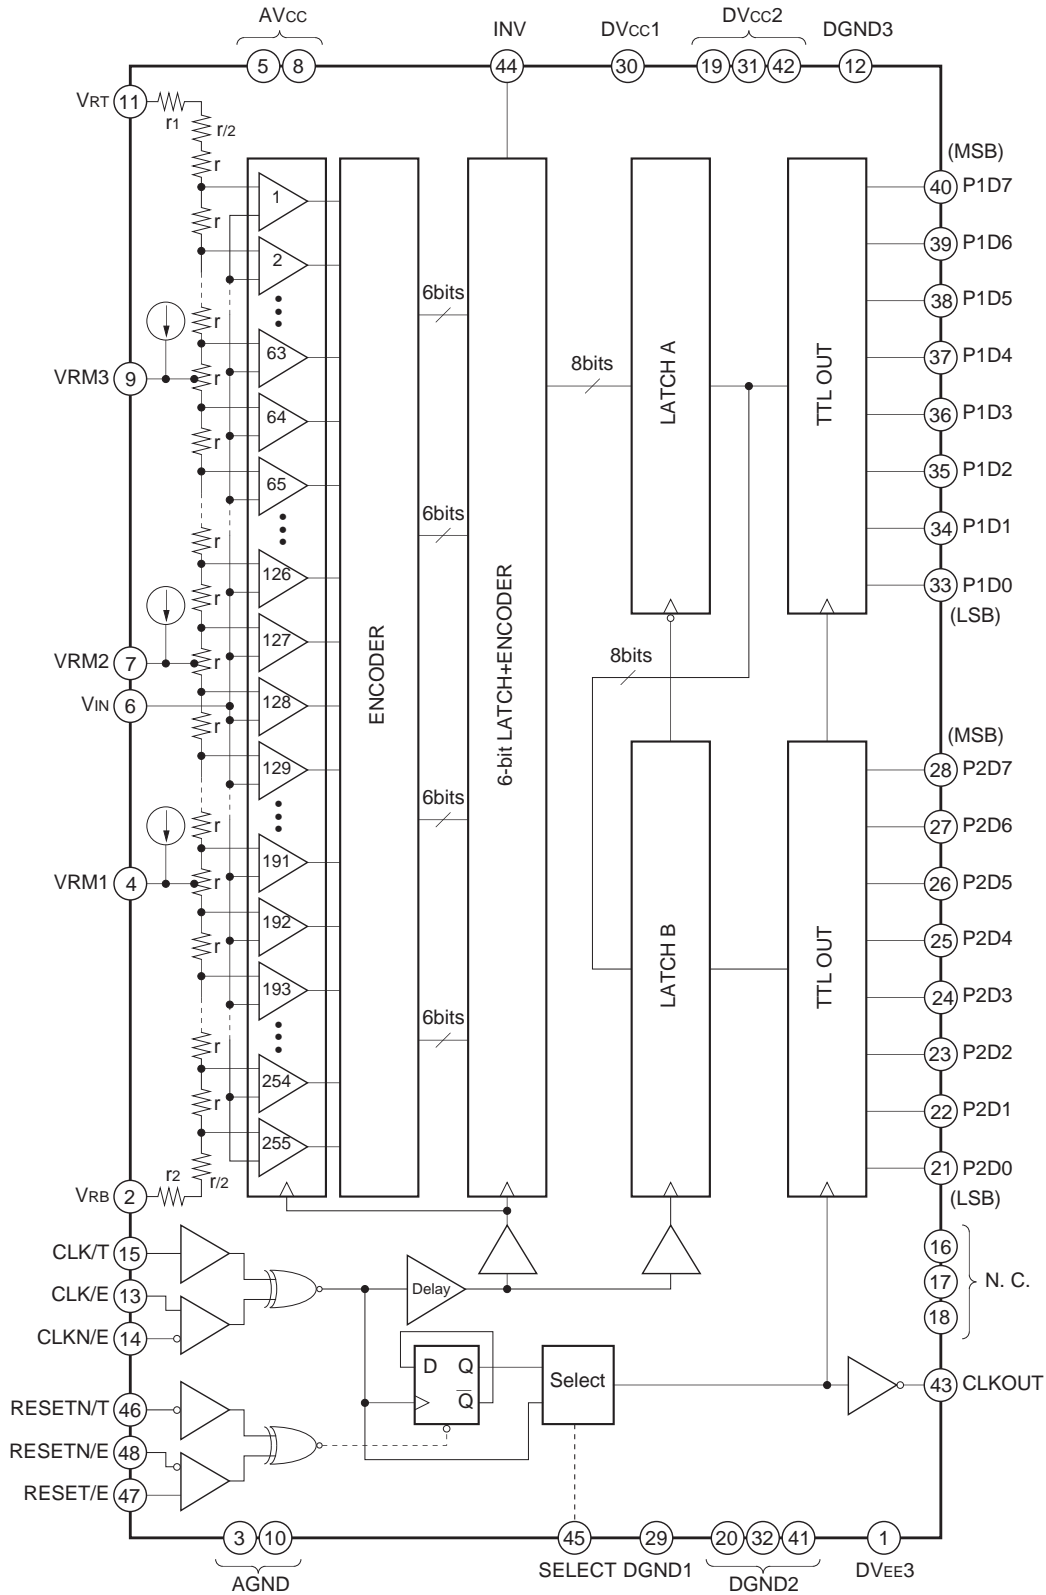 AVCC
INV
DVCC1
DVCC2
DGND3
5
8
44
30
19
31
42
12
VRT
11
r1
r/2
r
(MSB)
1
40
P1D7
r
39
P1D6
2
6bits
38
P1D5
r
63
8bits
LATCH A
TTL OUT
37
P1D4
VRM3
9
r
64
36
P1D3
r
65
35
P1D2
6bits
34
P1D1
r
126
33
P1D0
r
(LSB)
127
VRM2
7
r
8bits
VIN
6
128
ENCODER
6-bit LATCH+ENCODER
r
129
(MSB)
28
P2D7
6bits
27
P2D6
r
191
VRM1
4
r
26
P2D5
192
LATCH B
TTL OUT
25
P2D4
r
193
24
P2D3
6bits
r
23
P2D2
254
r
22
P2D1
255
r2
r/2
21
P2D0
VRB
2
(LSB)
CLK/T
15
16
CLK/E
13
Delay
17
N. C.
CLKN/E
14
18
D
Q
Q
Select
43
CLKOUT
RESETN/T
46
RESETN/E
48
RESET/E
47
3
10
45
29
20
32
41
1
AGND
SELECT
DGND1
DGND2
DVEE3